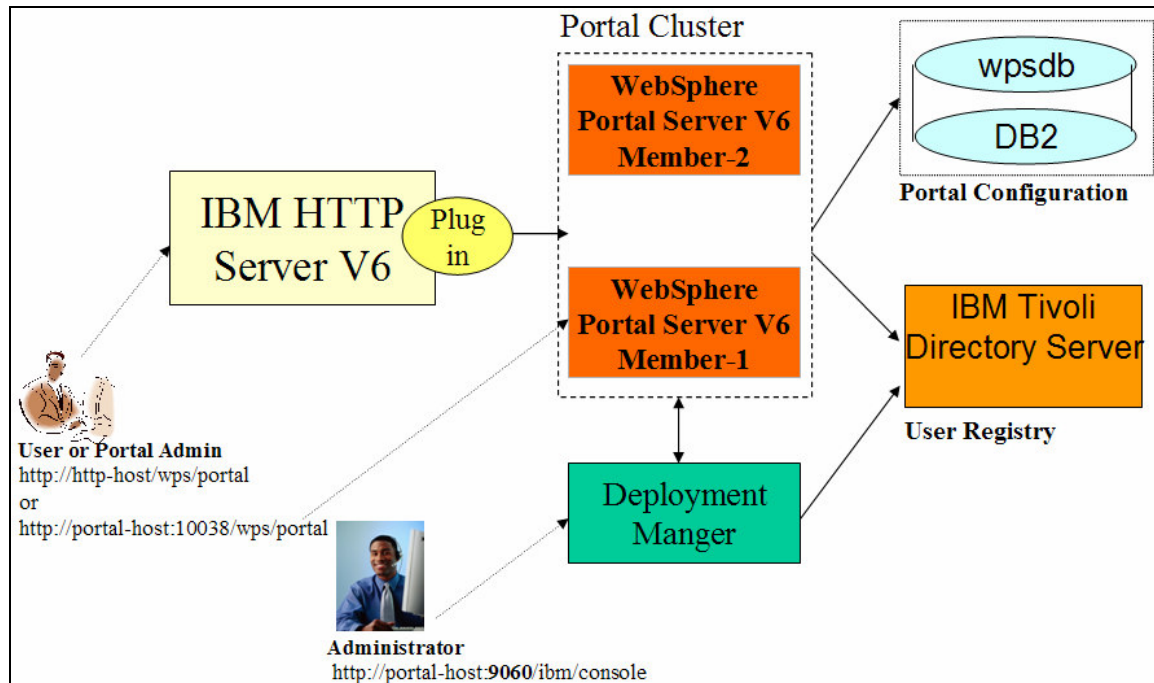 Portal Cluster
WebSphere
Portal Server V6
Member-2
wpsdb
DB2
Portal Configuration
IBM HTTP
Server V6
Plug
in
WebSphere
Portal Server V6
Member-1
IBM Tivoli
Directory Server
User Registry
User or Portal Admin
http://http-host/wps/portal
or
http://portal-host:10038/wps/portal
Deployment
Manger
Administrator
http://portal-host:9060/ibm/console